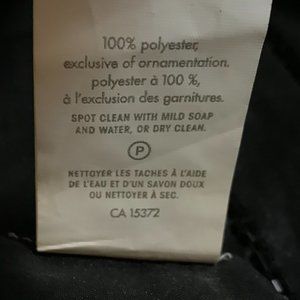 100% polyester,
exclusive of ornamentation.
polyester à 100 %,
à l'exclusion des garnitures.
SPOT CLEAN WITH MILD SOAP
AND WATER, OR DRY CLEAN.
P
NETTOYER LES TACHES À L'AIDE
DE L'EAU ET D'UN SAVON DOUX
OU NETTOYER À SEC.
CA 15372